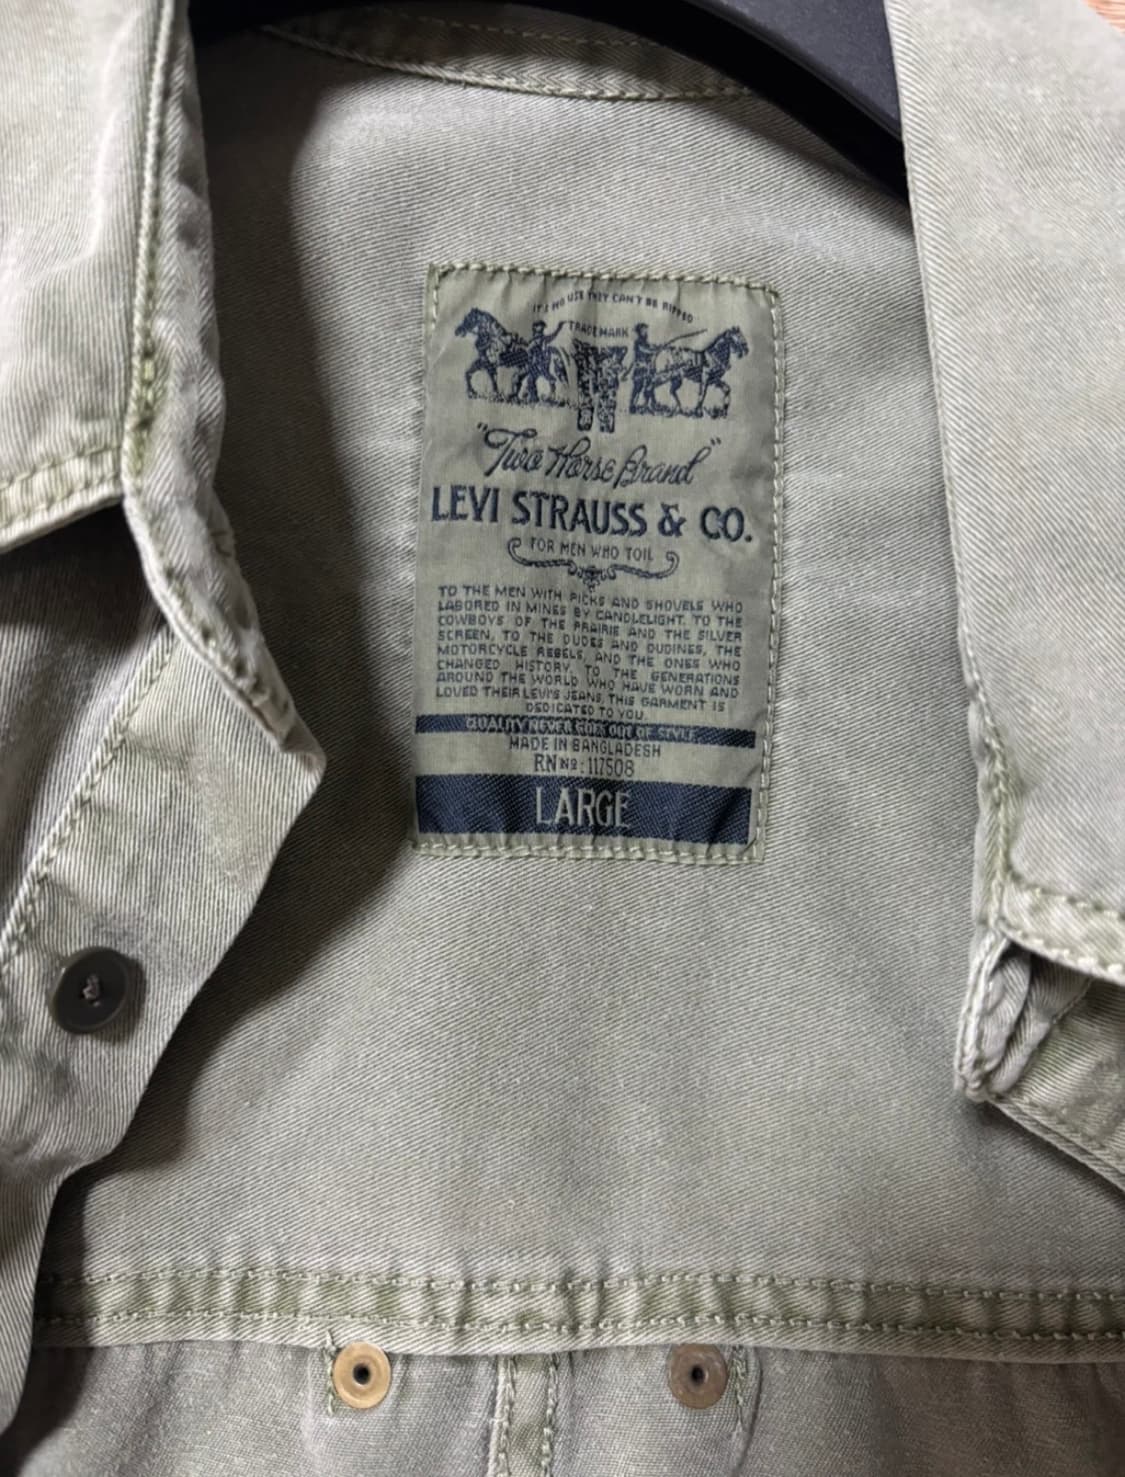 IT'S NO USE THEY CAN'T BE RIPPED
TRADE MARK
"Two Horse Brand"
LEVI STRAUSS & CO.
FOR MEN WHO TOIL
TO THE MEN WITH PICKS AND SHOVELS WHO
LABORED IN MINES BY CANDLELIGHT. TO THE
COWBOYS OF THE PRAIRIE AND THE SILVER
SCREEN. TO THE DUDES AND DUDINES, THE
MOTORCYCLE REBELS, AND THE ONES WHO
CHANGED HISTORY. TO THE GENERATIONS
AROUND THE WORLD WHO HAVE WORN AND
LOVED THEIR LEVI'S JEANS, THIS GARMENT IS
DEDICATED TO YOU.
QUALITY NEVER GOES OUT OF STYLE
MADE IN BANGLADESH
RN Nº: 117508
LARGE